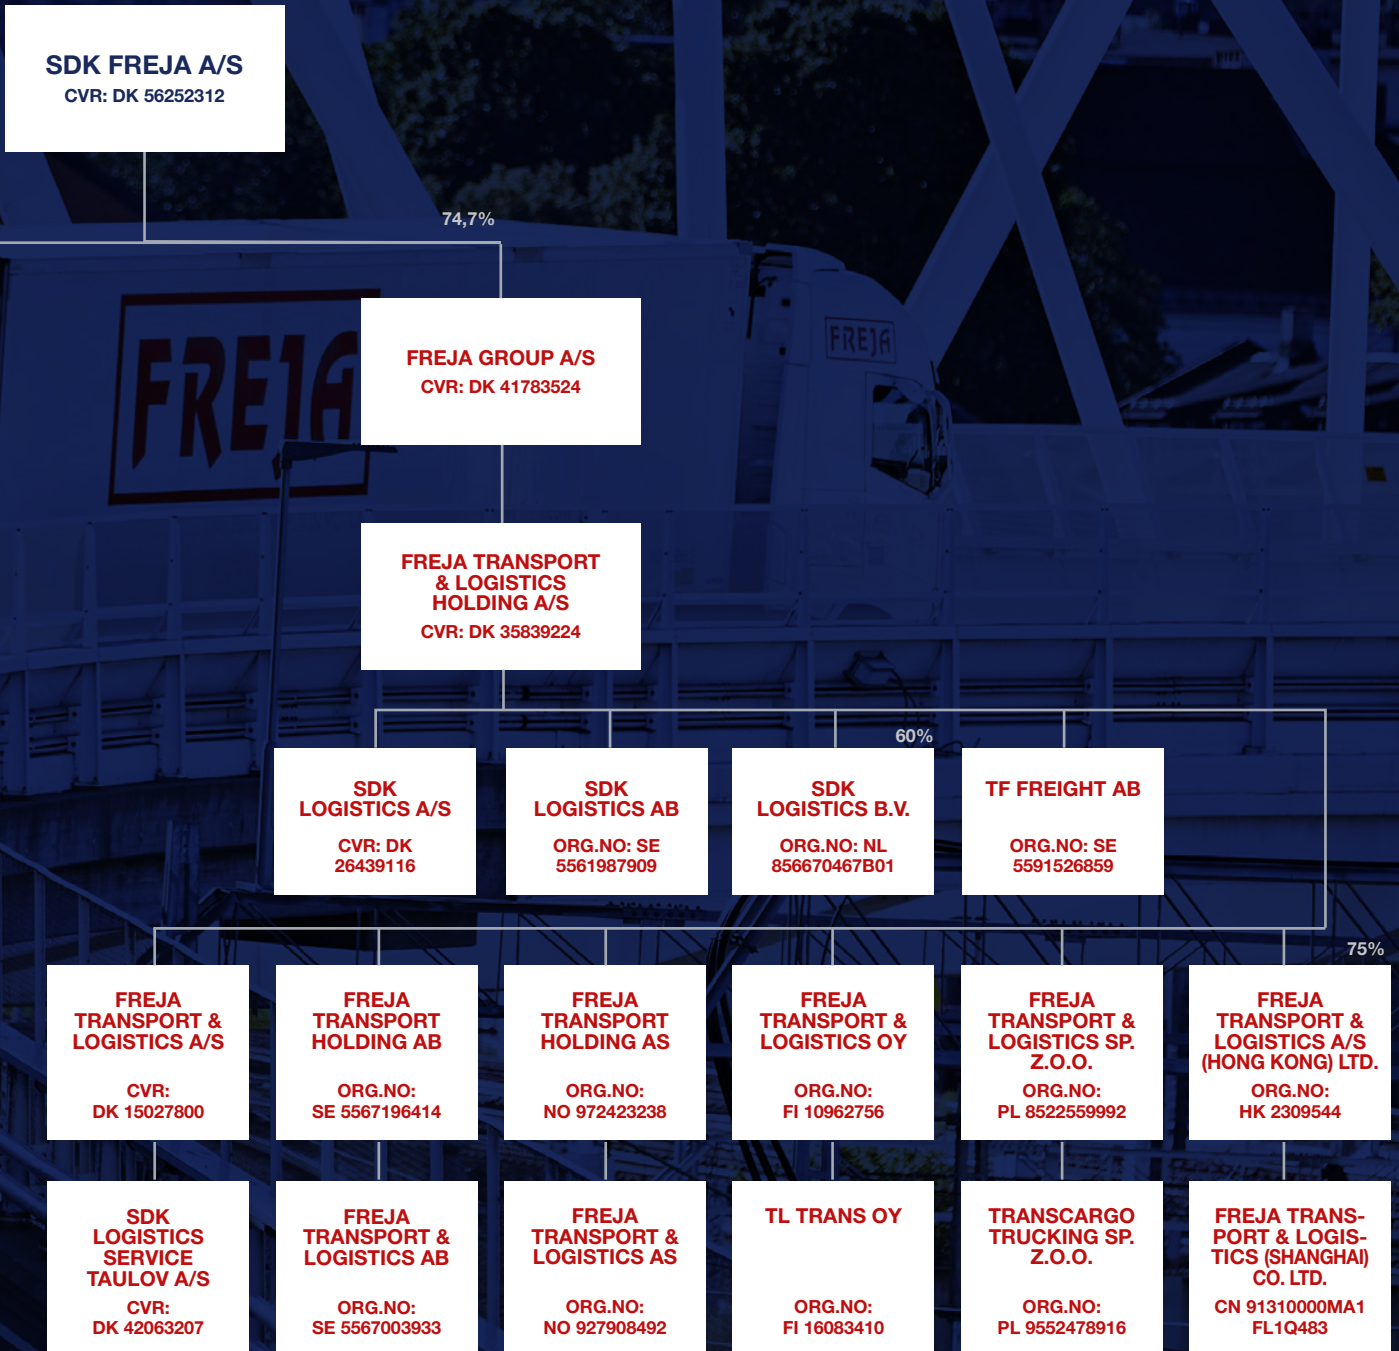 SDK FREJA A/S
CVR: DK 56252312
74,7%
FREJA
FREJA
FREJA GROUP A/S
CVR: DK 41783524
FREJA TRANSPORT
& LOGISTICS
HOLDING A/S
CVR: DK 35839224
60%
SDK
LOGISTICS A/S
CVR: DK
26439116
SDK
LOGISTICS AB
ORG.NO: SE
5561987909
SDK
LOGISTICS B.V.
ORG.NO: NL
856670467B01
TF FREIGHT AB
ORG.NO: SE
5591526859
75%
FREJA
TRANSPORT &
LOGISTICS A/S
CVR:
DK 15027800
FREJA
TRANSPORT
HOLDING AB
ORG.NO:
SE 5567196414
FREJA
TRANSPORT
HOLDING AS
ORG.NO:
NO 972423238
FREJA
TRANSPORT &
LOGISTICS OY
ORG.NO:
FI 10962756
FREJA
TRANSPORT &
LOGISTICS SP.
Z.O.O.
ORG.NO:
PL 8522559992
FREJA
TRANSPORT &
LOGISTICS A/S
(HONG KONG) LTD.
ORG.NO:
HK 2309544
SDK
LOGISTICS
SERVICE
TAULOV A/S
CVR:
DK 42063207
FREJA
TRANSPORT &
LOGISTICS AB
ORG.NO:
SE 5567003933
FREJA
TRANSPORT &
LOGISTICS AS
ORG.NO:
NO 927908492
TL TRANS OY
ORG.NO:
FI 16083410
TRANSCARGO
TRUCKING SP.
Z.O.O.
ORG.NO:
PL 9552478916
FREJA TRANS-
PORT & LOGIS-
TICS (SHANGHAI)
CO. LTD.
CN 91310000MA1
FL1Q483